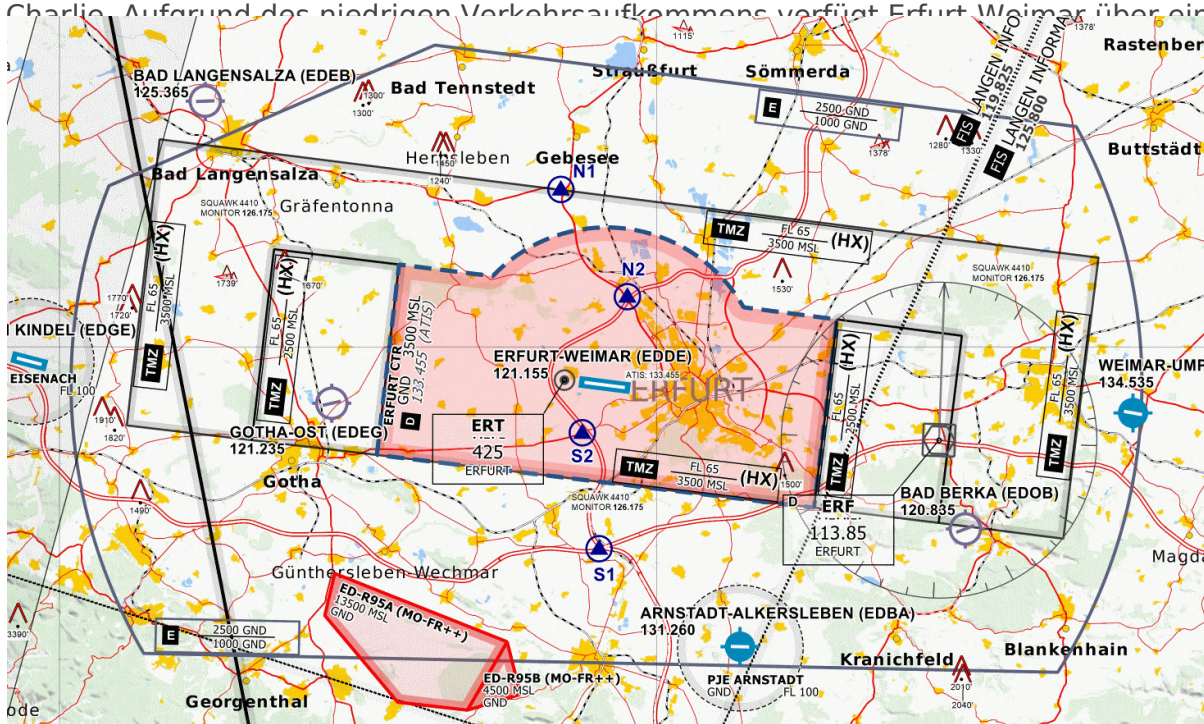 Charlie. Aufgrund des niedrigen Verkehrsaufkommens verfügt Erfurt-Weimar über ein
1115'
1378'
Rastenber
Straußfurt
Sömmerda
BAD LANGENSALZA (EDEB)
125.365
1300'
1300'
Bad Tennstedt
E
2500 GND
1000 GND
FIS
LANGEN INFO
119.825
FIS
LANGEN INFORMA
125.800
1378'
1280'
1330'
Buttstädt
1450'
1240'
Gebesee
N1
Bad Langensalza
SQUAWK 4410
MONITOR 126.175
Gräfentonna
TMZ
FL 65
3500 MSL
(HX)
SQUAWK 4410
MONITOR 126.175
N2
1530'
1739'
1670'
1770'
1720'
TMZ
FL 65
3500 MSL
(HX)
TMZ
FL 65
2500 MSL
(HX)
ERFURT CTR
D
3500 MSL
GND
133.455 (ATIS)
KINDEL (EDGE)
EISENACH
FL 100
ERFURT-WEIMAR (EDDE)
121.155
ATIS: 133.455
ERFURT
TMZ
FL 65
2500 MSL
(HX)
TMZ
FL 65
3500 MSL
(HX)
WEIMAR-UMP
134.535
1910'
1820'
GOTHA-OST (EDEG)
121.235
ERT
425
ERFURT
S2
TMZ
FL 65
3500 MSL
(HX)
1500'
D
Gotha
1490'
SQUAWK 4410
MONITOR 126.175
ERF
113.85
ERFURT
BAD BERKA (EDOB)
120.835
S1
Magda
Günthersleben-Wechmar
ED-R95A (MO-FR++)
13500 MSL
GND
3390'
E
2500 GND
1000 GND
ARNSTADT-ALKERSLEBEN (EDBA)
131.260
PJE ARNSTADT
GND
FL 100
Kranichfeld
Blankenhain
2010'
2040'
ED-R95B (MO-FR++)
4500 MSL
GND
Georgenthal
ode